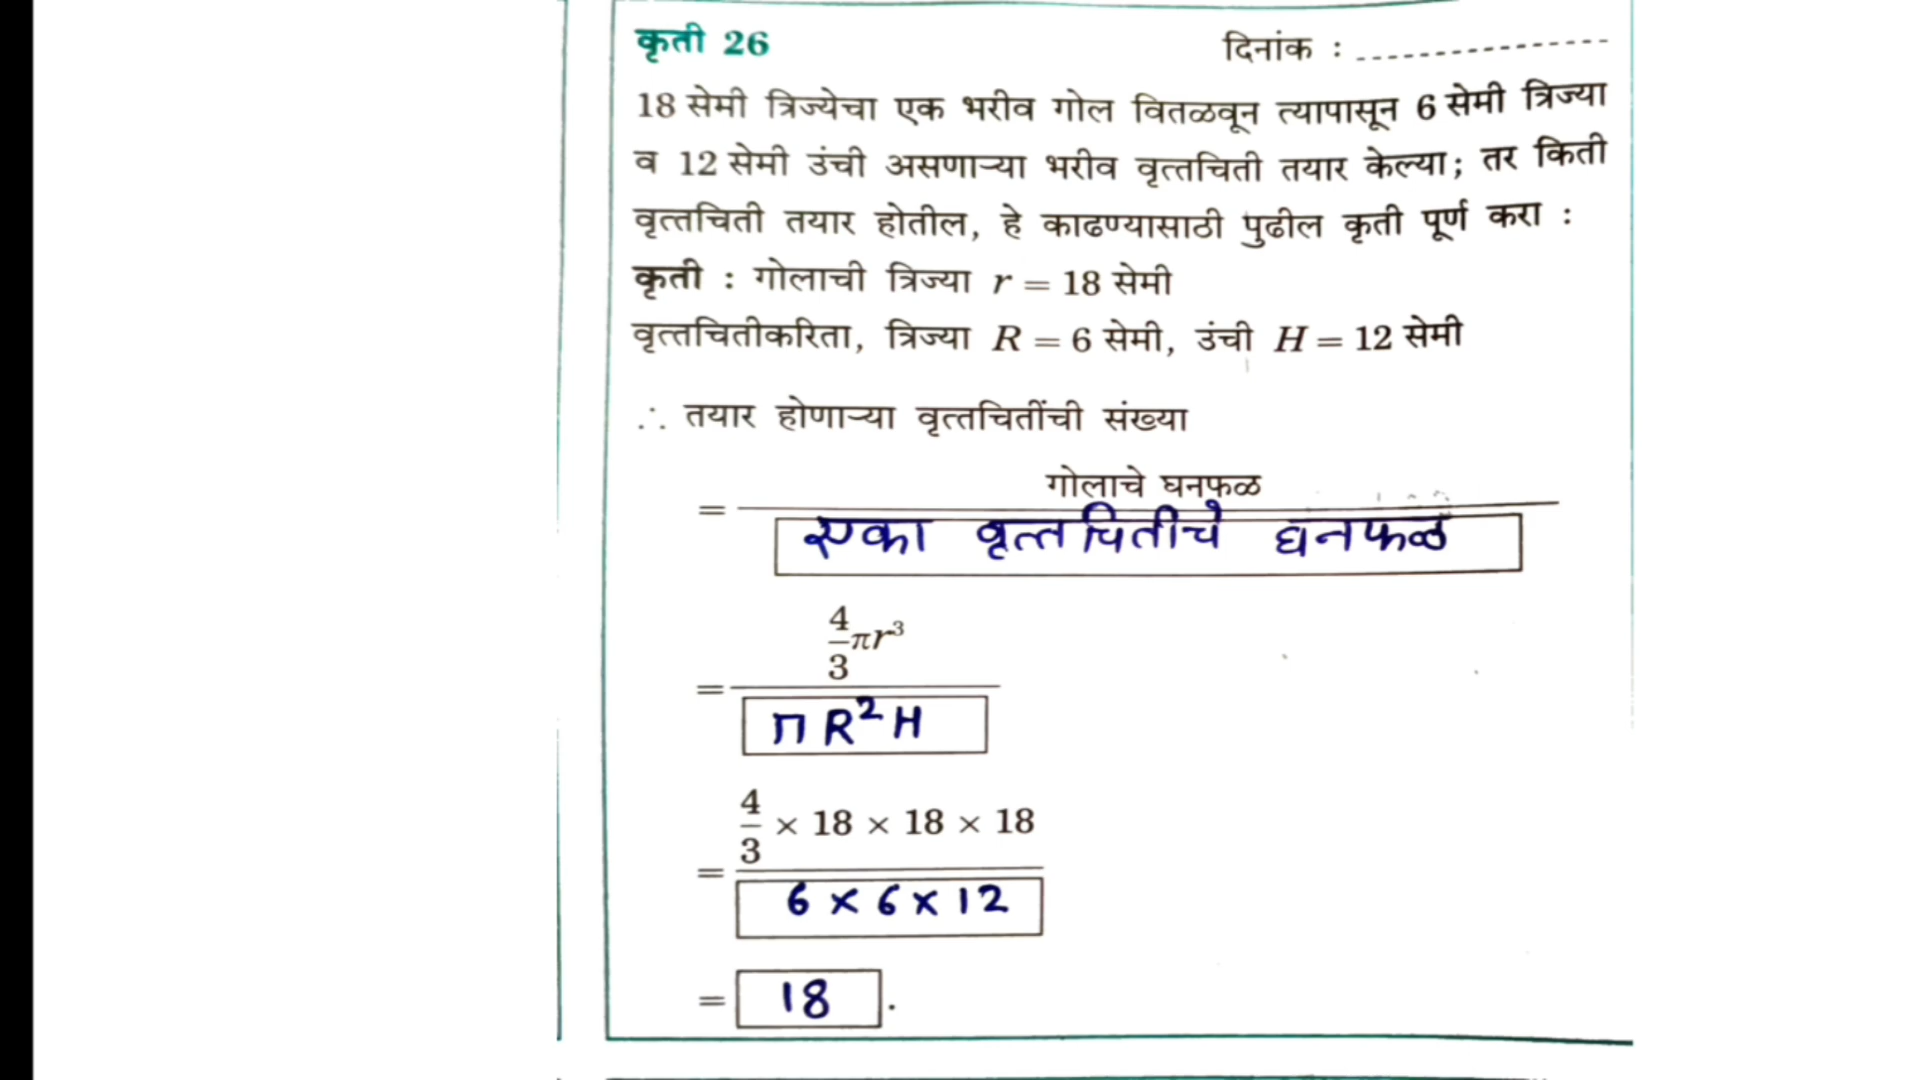 कृती 26 दिनांक : ----------------
18 सेमी त्रिज्येचा एक भरीव गोल वितळवून त्यापासून 6 सेमी त्रिज्या
व 12 सेमी उंची असणाऱ्या भरीव वृत्तचिती तयार केल्या; तर किती
वृत्तचिती तयार होतील, हे काढण्यासाठी पुढील कृती पूर्ण करा :
कृती : गोलाची त्रिज्या r = 18 सेमी
वृत्तचितीकरिता, त्रिज्या R = 6 सेमी, उंची H = 12 सेमी
∴ तयार होणाऱ्या वृत्तचितींची संख्या
गोलाचे घनफळ
=
एका वृत्तचितीचे घनफळ
4/3 πr³
=
π R² H
4/3 × 18 × 18 × 18
=
6 × 6 × 12
= 18 .